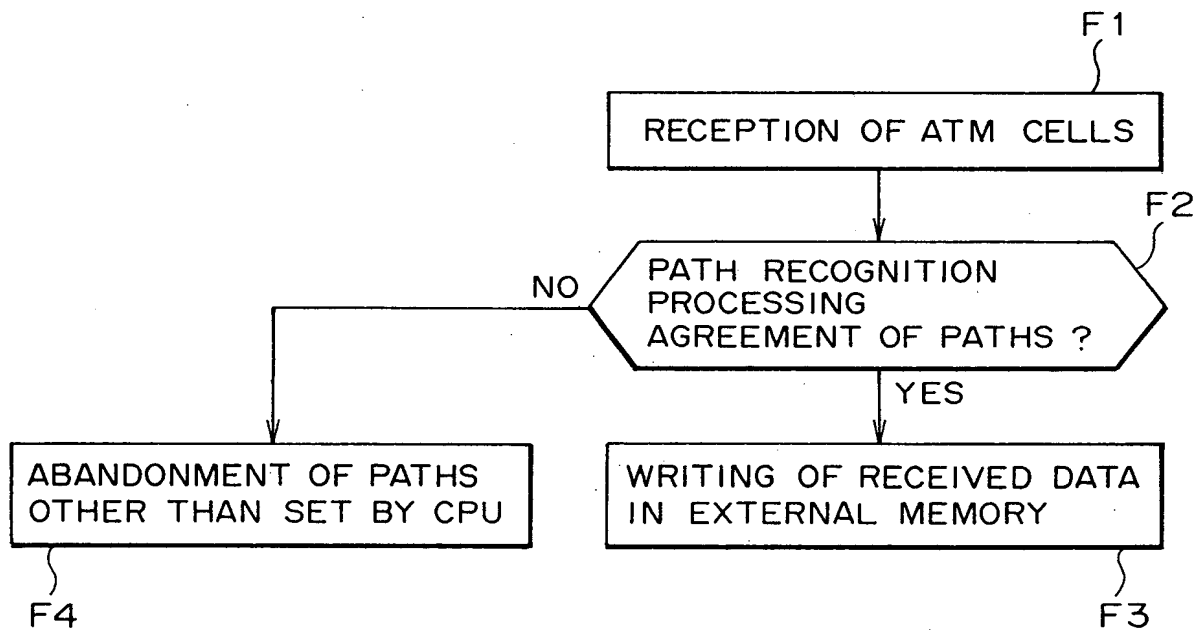 F1
RECEPTION OF ATM CELLS
F2
PATH RECOGNITION
PROCESSING
AGREEMENT OF PATHS ?
NO
YES
ABANDONMENT OF PATHS
OTHER THAN SET BY CPU
WRITING OF RECEIVED DATA
IN EXTERNAL MEMORY
F4
F3